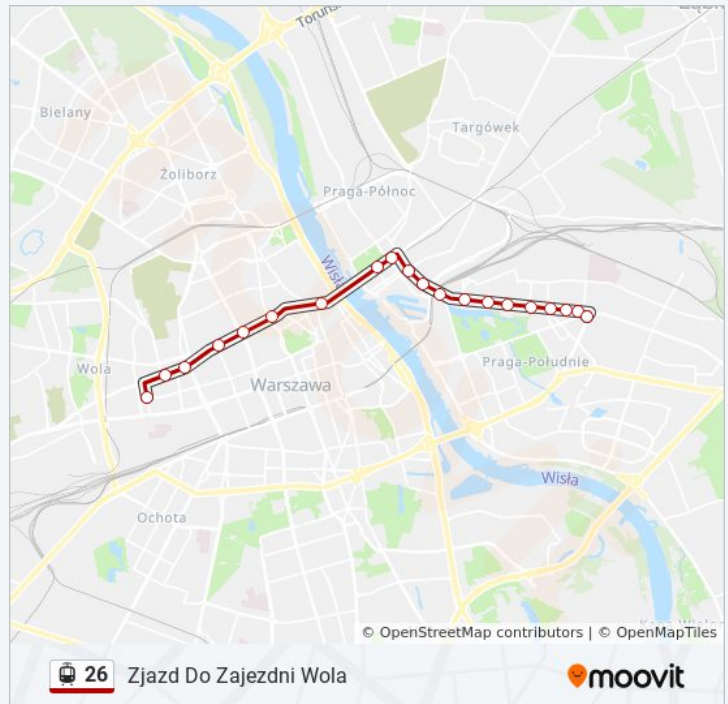 Toruńs
Bielany
Targówek
Żoliborz
Praga-Północ
Wisła
Wola
Praga-Południe
Warszawa
Wisła
Ochota
© OpenStreetMap contributors | © OpenMapTiles
26 Zjazd Do Zajezdni Wola
moovit